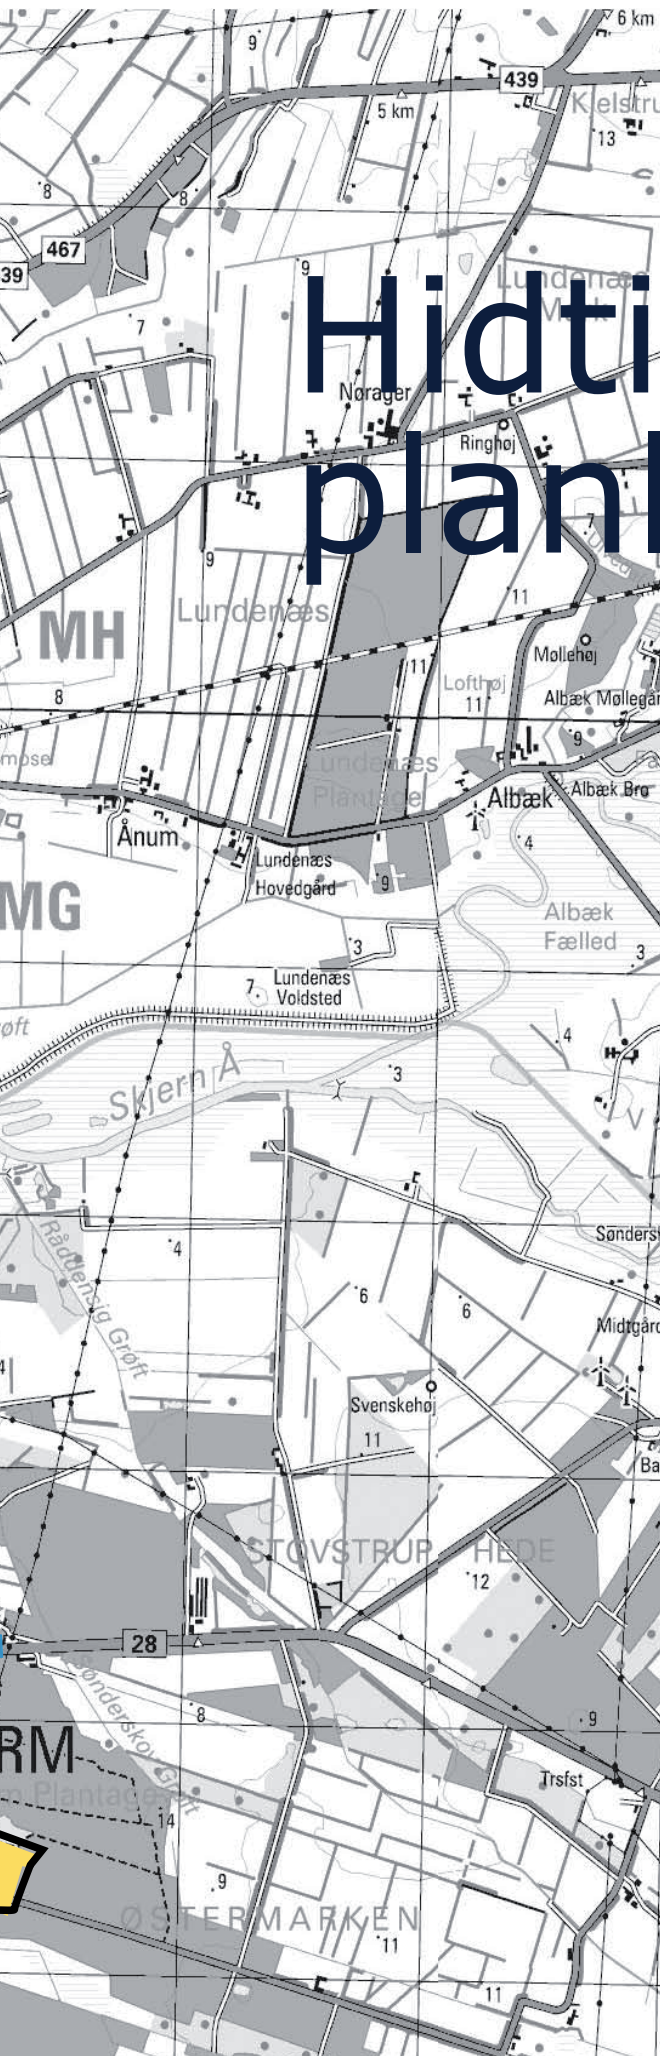 6 km
9
439
5 km
13
8
8
467
39
Lundenæs
9
Mark
Hidti
7
Nørager
Ringhøj
7
9
11
Lundenæs
MH
Møllehøj
11
Lofthøj
8
11
Albæk Møllegår
9
mose
Lundenæs
Plantage
Albæk
Albæk Bro
Ånum
4
Lundenæs
Hovedgård
9
MG
Albæk
Fælled
3
3
Lundenæs
Voldsted
7
øft
4
Skjern Å
3
V
Sønders
4
Råddensig Grøft
6
6
Midtgård
4
Svenskehøj
11
Ba
STOVSTRUP HEDE
12
28
Sønderskov Grøft
8
9
RM
Trsfst
m Plantage
14
9
ØSTERMARKEN
11
11